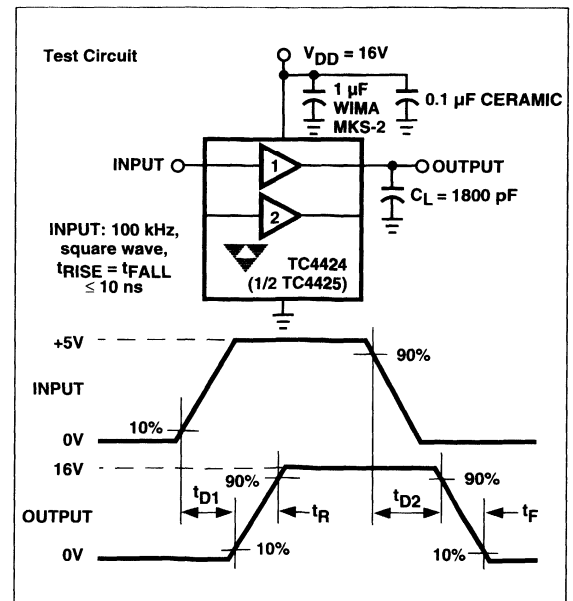 Test Circuit
VDD = 16V
1 µF
WIMA
MKS-2
0.1 µF CERAMIC
INPUT
1
OUTPUT
CL = 1800 pF
2
INPUT: 100 kHz,
square wave,
tRISE = tFALL
≤ 10 ns
TC4424
(1/2 TC4425)
+5V
90%
INPUT
10%
0V
16V
90%
90%
tD1
tR
tD2
tF
OUTPUT
0V
10%
10%